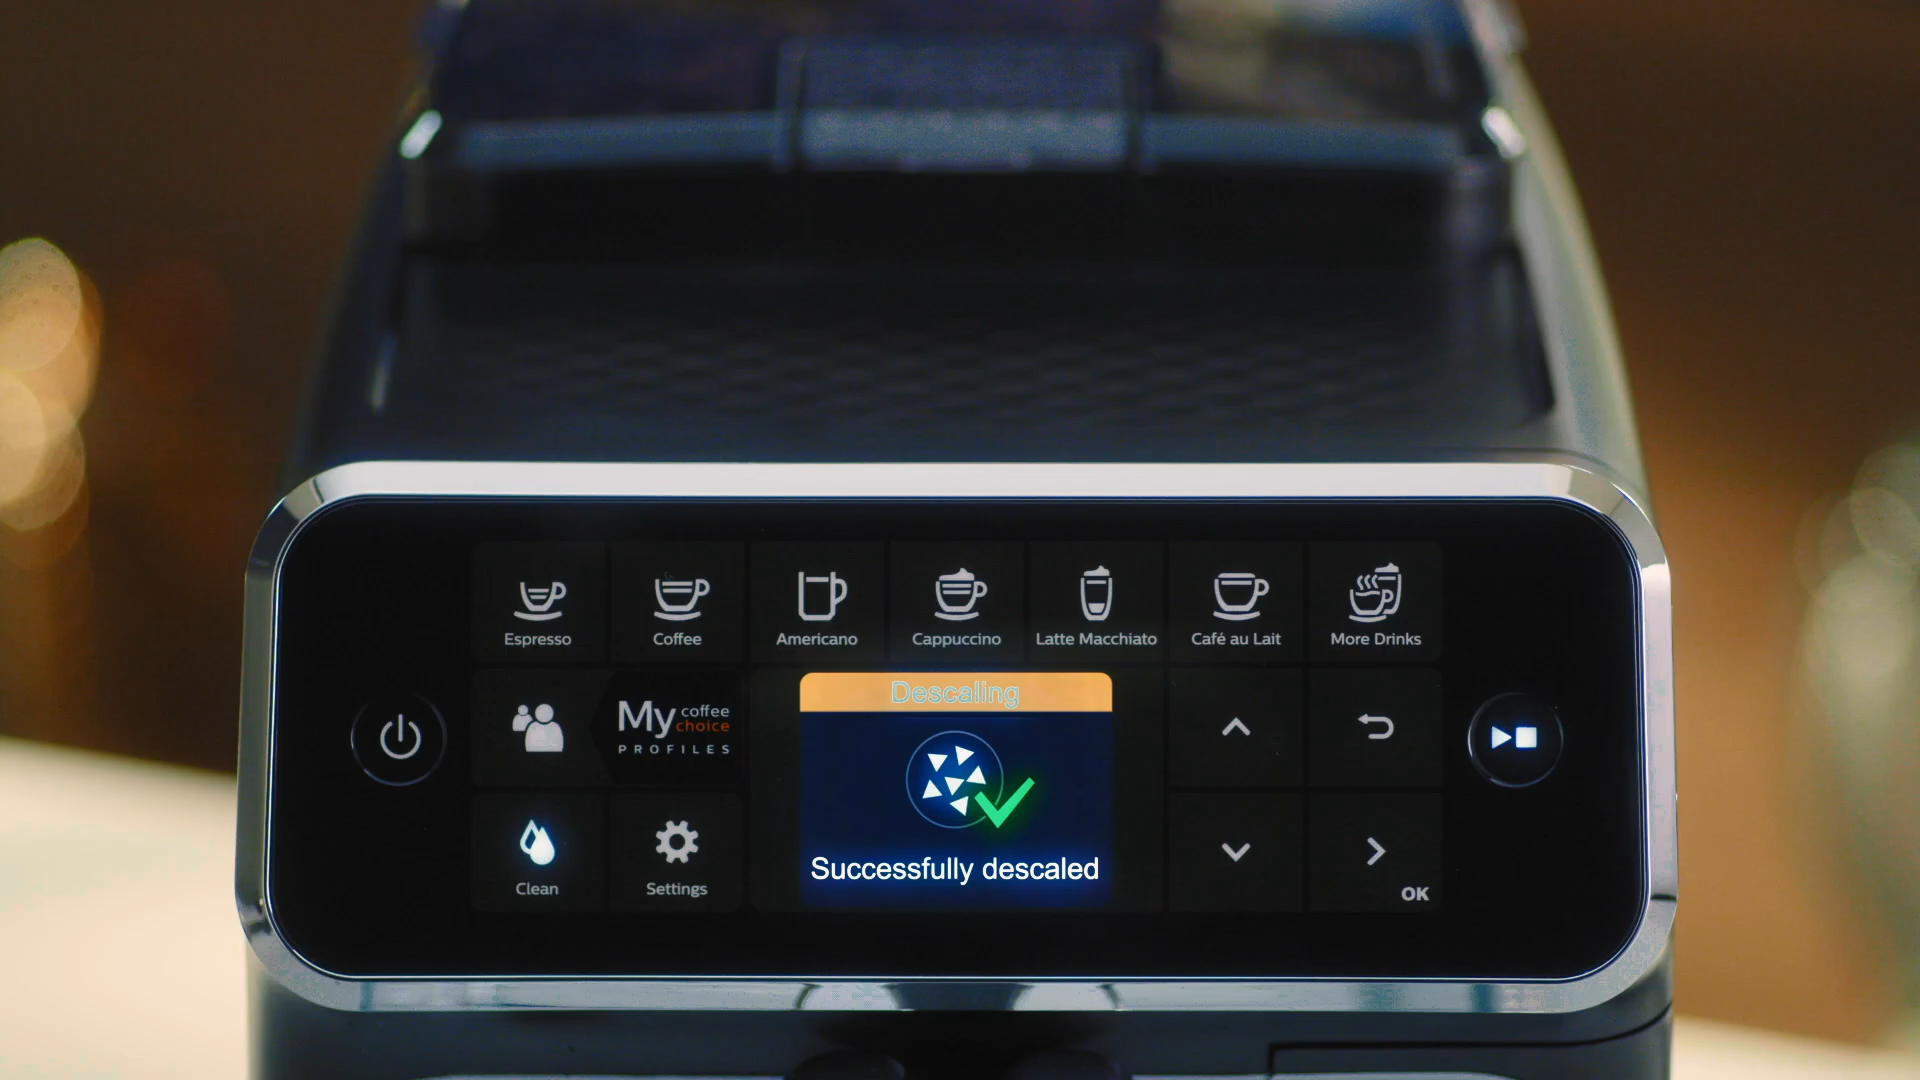 Espresso
Coffee
Americano
Cappuccino
Latte Macchiato
Café au Lait
More Drinks
My coffee choice
PROFILES
Descaling
Successfully descaled
Clean
Settings
OK